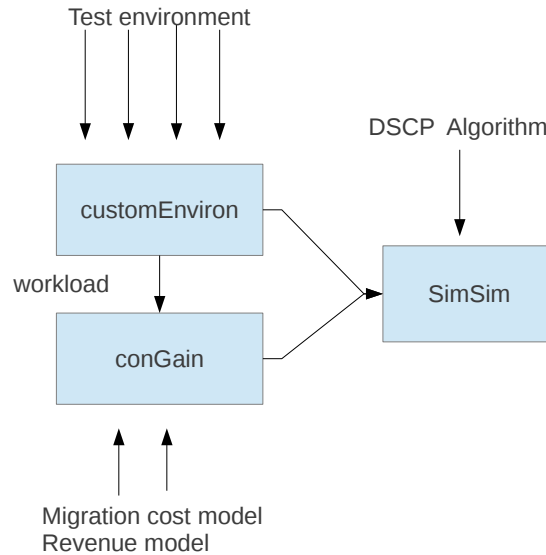 Test environment
DSCP Algorithm
customEnviron
workload
SimSim
conGain
Migration cost model
Revenue model